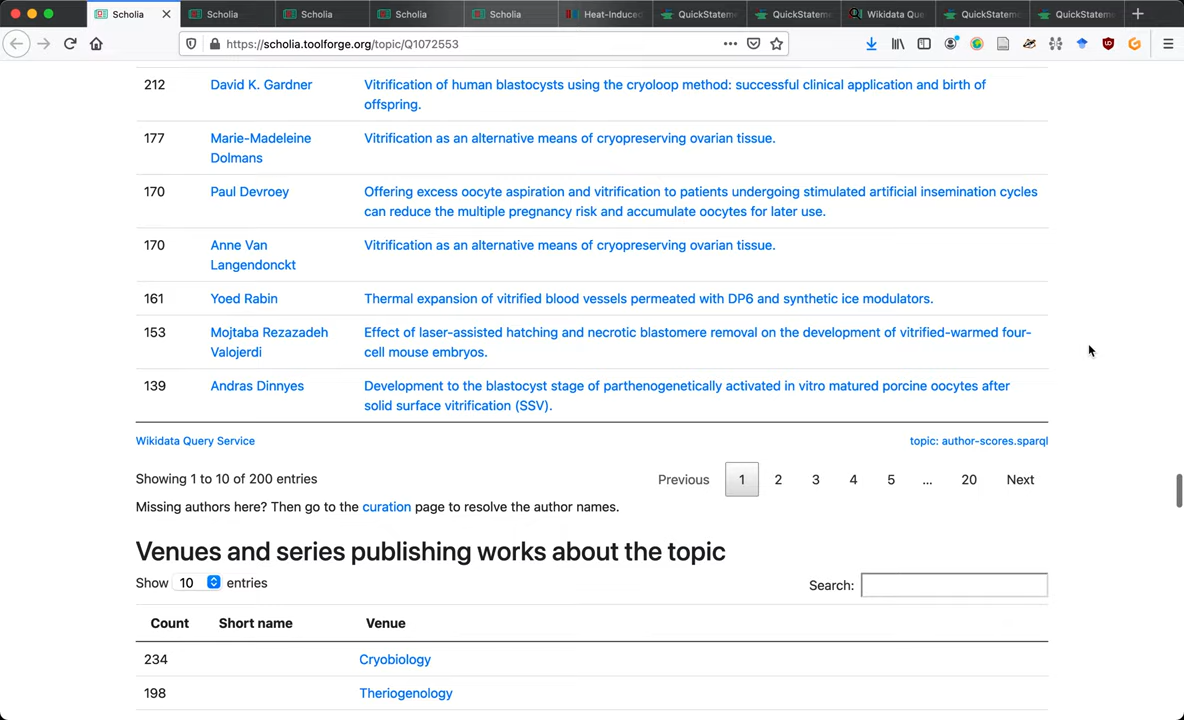 Scholia
Scholia
Scholia
Scholia
Scholia
Heat-Induced
QuickStateme
QuickStateme
Wikidata Que
QuickStateme
QuickStateme
https://scholia.toolforge.org/topic/Q1072553
212 David K. Gardner Vitrification of human blastocysts using the cryoloop method: successful clinical application and birth of
offspring.
177 Marie-Madeleine Vitrification as an alternative means of cryopreserving ovarian tissue.
Dolmans
170 Paul Devroey Offering excess oocyte aspiration and vitrification to patients undergoing stimulated artificial insemination cycles
can reduce the multiple pregnancy risk and accumulate oocytes for later use.
170 Anne Van Vitrification as an alternative means of cryopreserving ovarian tissue.
Langendonckt
161 Yoed Rabin Thermal expansion of vitrified blood vessels permeated with DP6 and synthetic ice modulators.
153 Mojtaba Rezazadeh Effect of laser-assisted hatching and necrotic blastomere removal on the development of vitrified-warmed four-
Valojerdi cell mouse embryos.
139 Andras Dinnyes Development to the blastocyst stage of parthenogenetically activated in vitro matured porcine oocytes after
solid surface vitrification (SSV).
Wikidata Query Service topic: author-scores.sparql
Showing 1 to 10 of 200 entries Previous 1 2 3 4 5 ... 20 Next
Missing authors here? Then go to the curation page to resolve the author names.
Venues and series publishing works about the topic
Show 10 entries Search:
Count Short name Venue
234 Cryobiology
198 Theriogenology